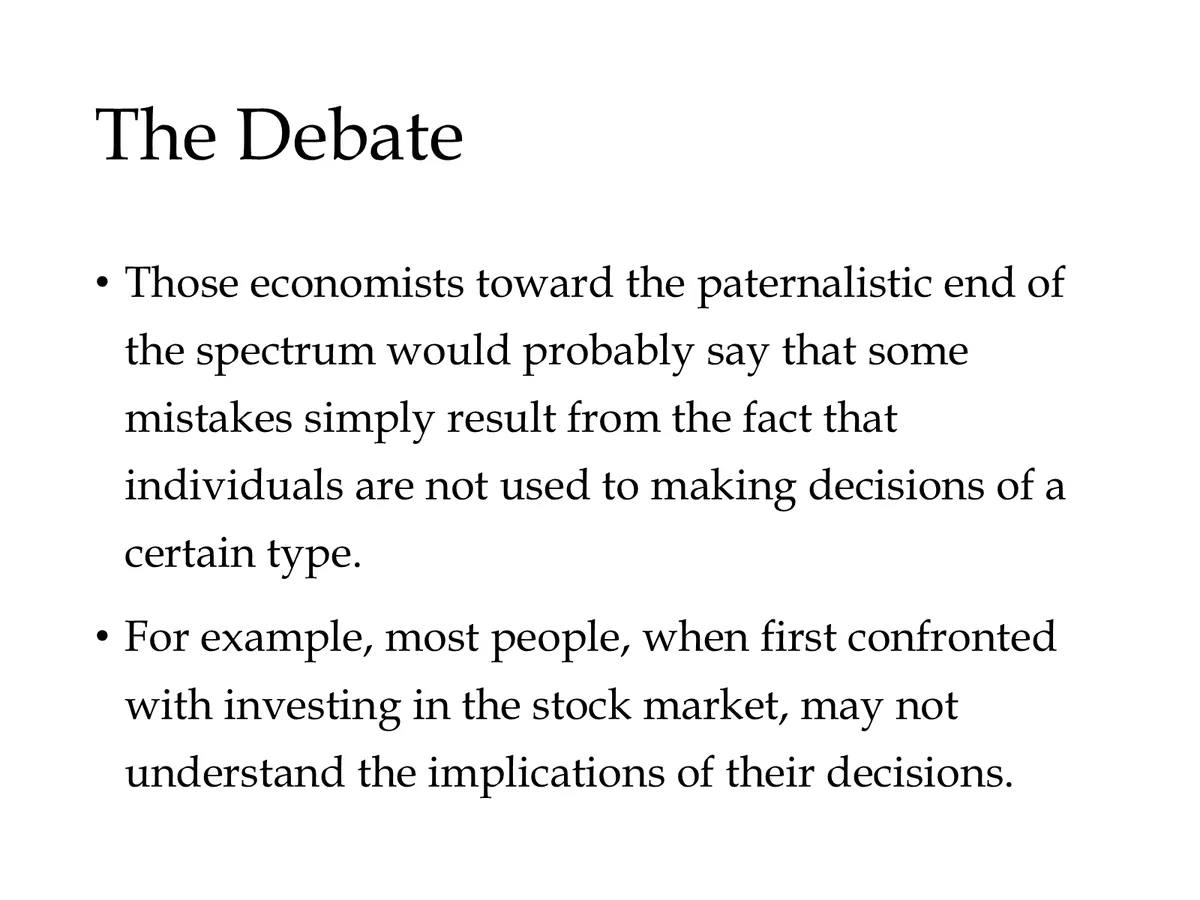 The Debate
• Those economists toward the paternalistic end of
the spectrum would probably say that some
mistakes simply result from the fact that
individuals are not used to making decisions of a
certain type.
• For example, most people, when first confronted
with investing in the stock market, may not
understand the implications of their decisions.